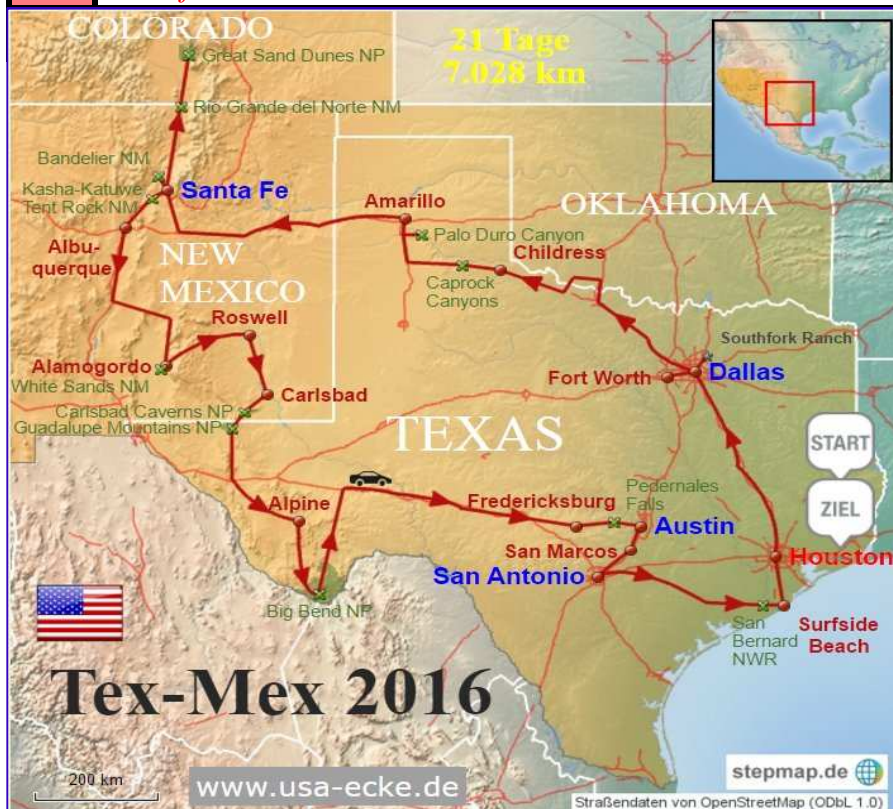 COLORADO
21 Tage
7.028 km
Great Sand Dunes NP
Rio Grande del Norte NM
Bandelier NM
Kasha-Katuwe
Tent Rock NM
Santa Fe
Amarillo
OKLAHOMA
Albu-
querque
Palo Duro Canyon
NEW
MEXICO
Childress
Caprock
Canyons
Roswell
Southfork Ranch
Alamogordo
White Sands NM
Fort Worth
Dallas
Carlsbad
Carlsbad Caverns NP
Guadalupe Mountains NP
TEXAS
START
Alpine
Fredericksburg
Pedernales
Falls
ZIEL
Austin
San Marcos
Houston
San Antonio
Big Bend NP
San
Bernard
NWR
Surfside
Beach
Tex-Mex 2016
200 km
www.usa-ecke.de
stepmap.de
Straßendaten von OpenStreetMap (ODbL 1.0)